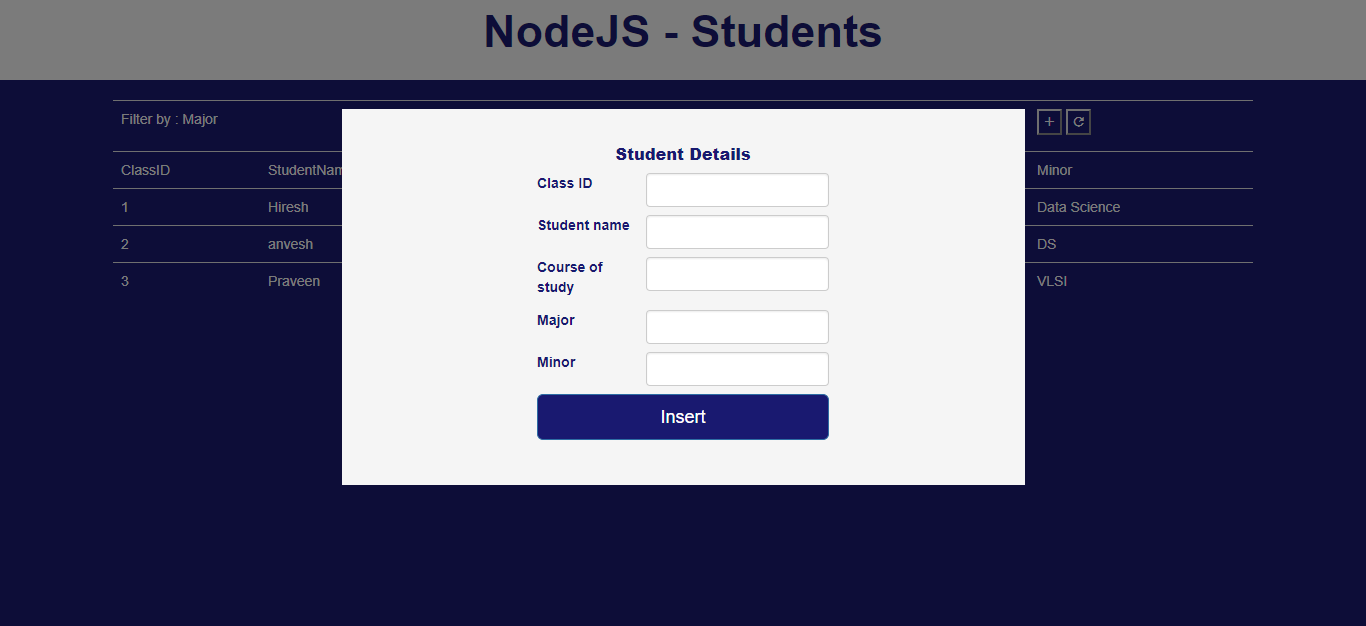 NodeJS - Students
Filter by : Major
+
ClassID StudentNam Minor
1 Hiresh Data Science
2 anvesh DS
3 Praveen VLSI
Student Details
Class ID
Student name
Course of
study
Major
Minor
Insert